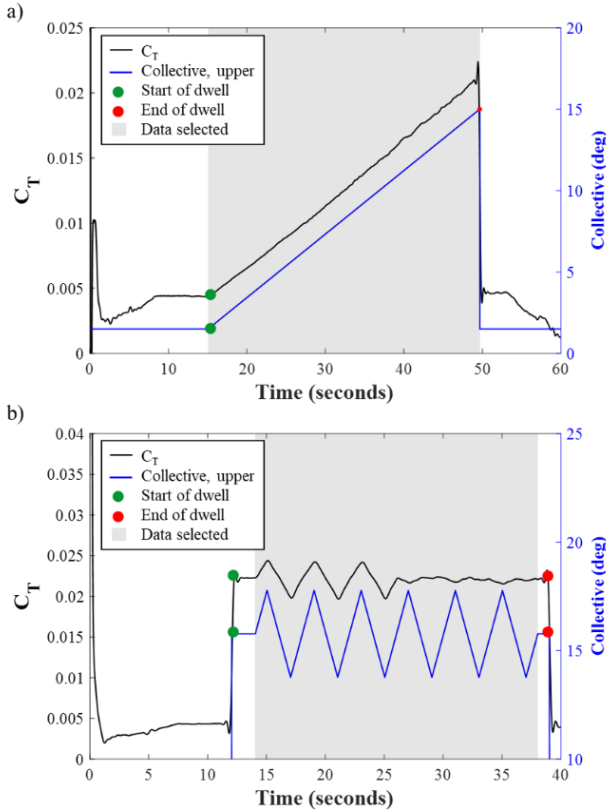 a)
0.025
0.02
0.015
0.01
0.005
0
C_T
20
15
10
5
0
Collective (deg)
C_T
Collective, upper
Start of dwell
End of dwell
Data selected
0 10 20 30 40 50 60
Time (seconds)
b)
0.04
0.035
0.03
0.025
0.02
0.015
0.01
0.005
0
C_T
25
20
15
10
Collective (deg)
C_T
Collective, upper
Start of dwell
End of dwell
Data selected
0 5 10 15 20 25 30 35 40
Time (seconds)